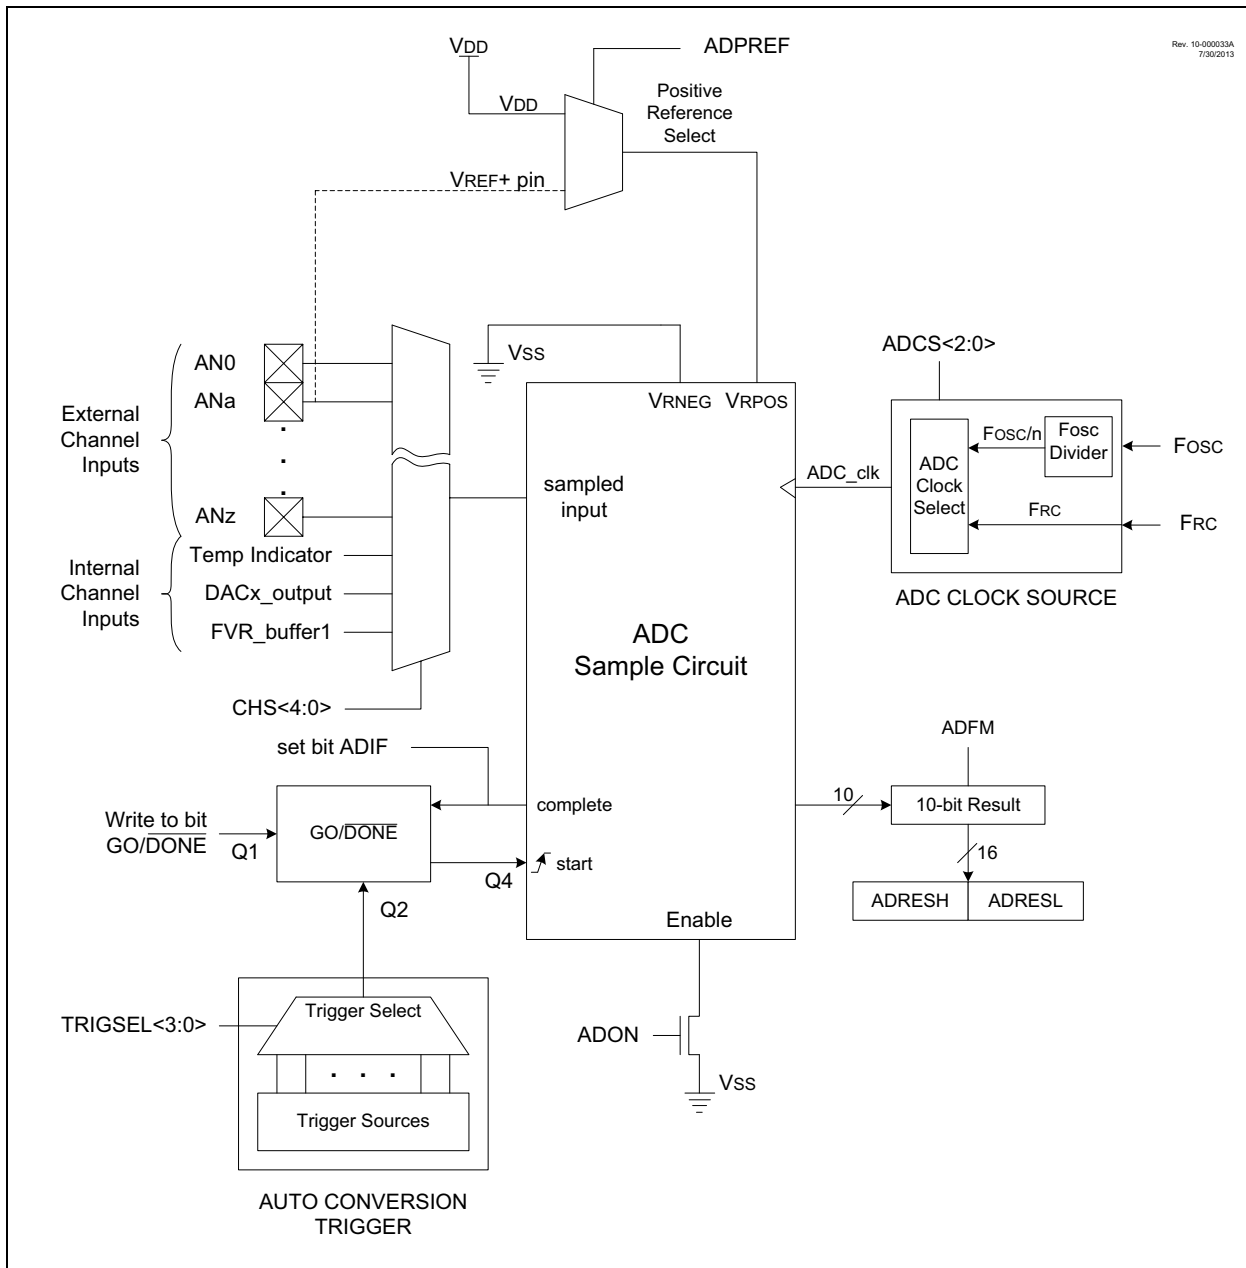 Rev. 10-000033A
7/30/2013
VDD
ADPREF
VDD
Positive
Reference
Select
VREF+ pin
VSS
ADCS<2:0>
AN0
ANa
External
Channel
Inputs
VRNEG
VRPOS
FOSC/n
Fosc
Divider
FOSC
ADC
Clock
Select
ADC_clk
sampled
input
FRC
FRC
ANz
Temp Indicator
Internal
Channel
Inputs
DACx_output
FVR_buffer1
ADC CLOCK SOURCE
ADC
Sample Circuit
CHS<4:0>
set bit ADIF
ADFM
complete
10
10-bit Result
Write to bit
GO/DONE
Q1
GO/DONE
Q4
start
16
Q2
ADRESH
ADRESL
Enable
TRIGSEL<3:0>
Trigger Select
. . .
Trigger Sources
ADON
VSS
AUTO CONVERSION
TRIGGER